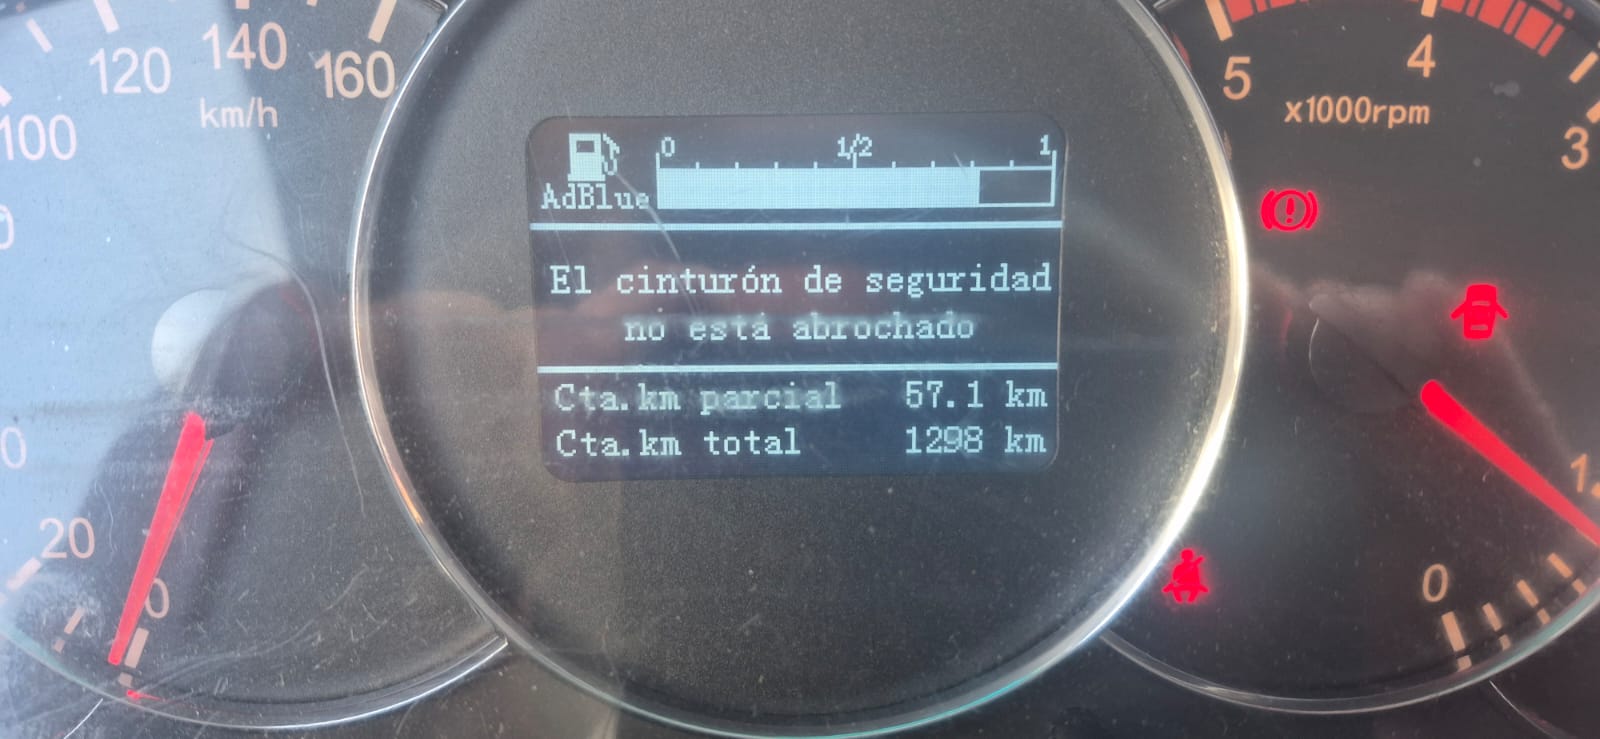 120 140 160
100
km/h
20
0
0 1/2 1
AdBlue
El cinturón de seguridad
no está abrochado
Cta.km parcial 57.1 km
Cta.km total 1298 km
5 4 3
x1000rpm
1
0